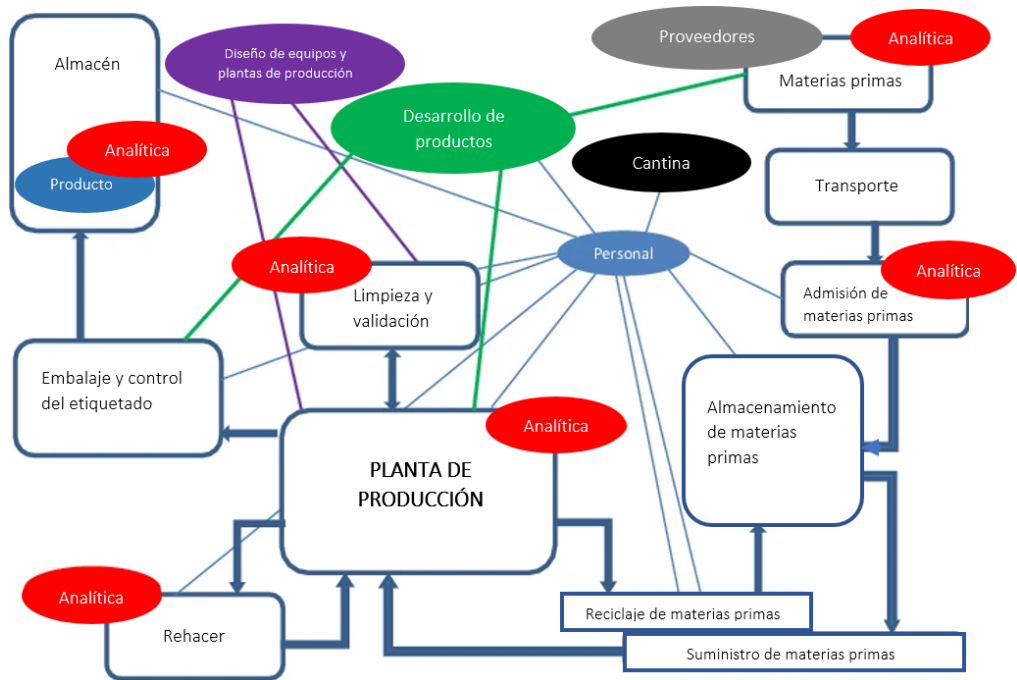 Almacén
Analítica
Producto
Diseño de equipos y
plantas de producción
Desarrollo de
productos
Proveedores
Analítica
Materias primas
Cantina
Transporte
Personal
Analítica
Admisión de
materias primas
Analítica
Limpieza y
validación
Embalaje y control
del etiquetado
Analítica
PLANTA DE
PRODUCCIÓN
Almacenamiento
de materias
primas
Analítica
Rehacer
Reciclaje de materias primas
Suministro de materias primas